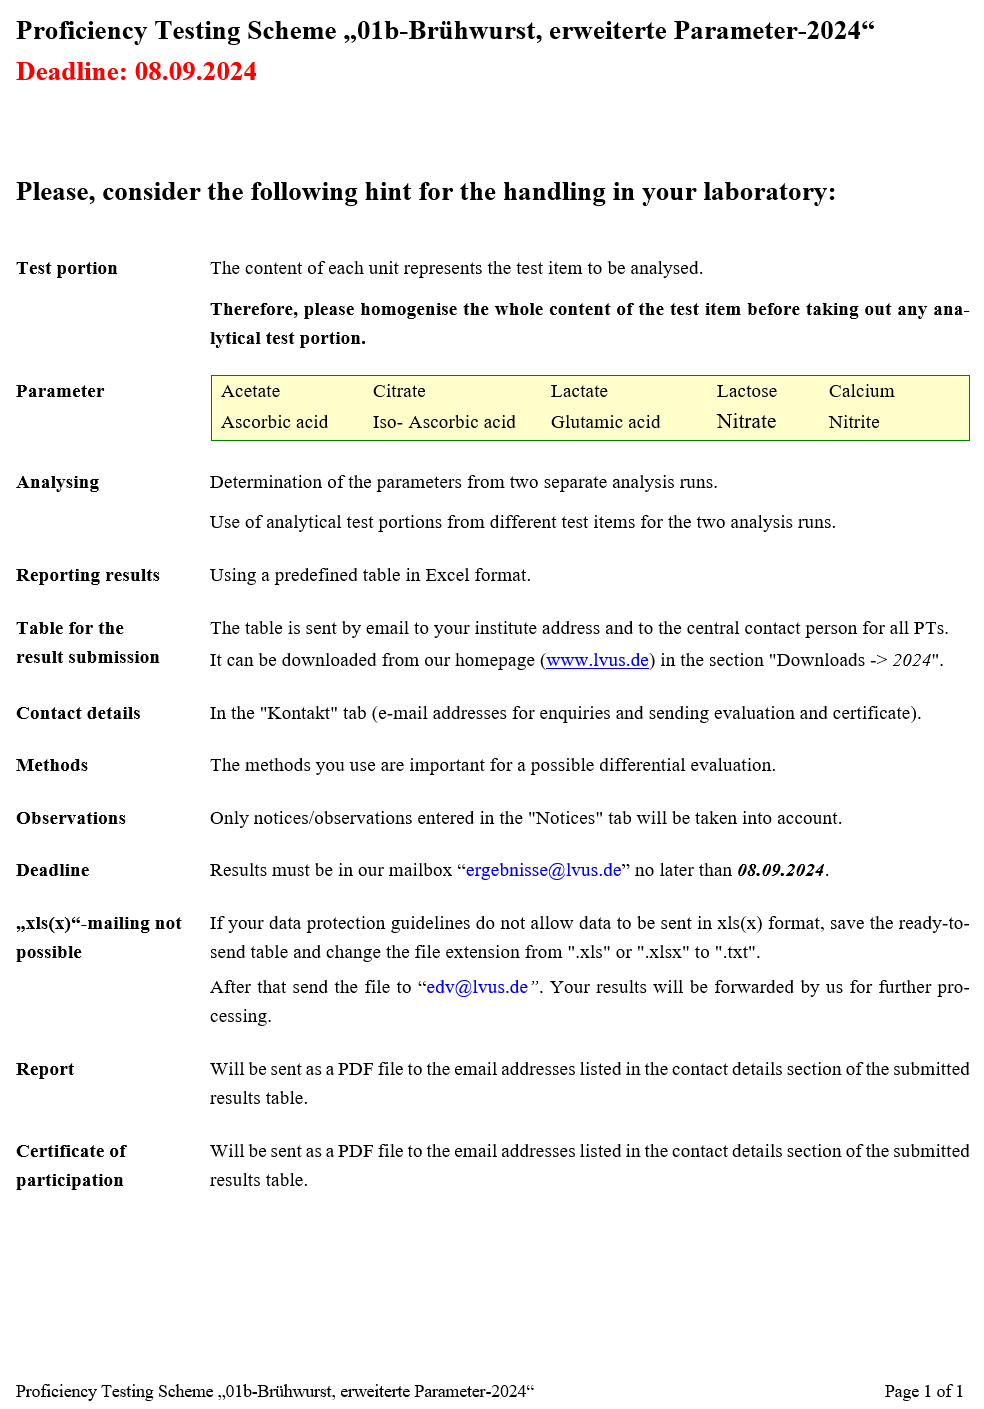 Proficiency Testing Scheme „01b-Brühwurst, erweiterte Parameter-2024“
Deadline: 08.09.2024
Please, consider the following hint for the handling in your laboratory:
Test portion The content of each unit represents the test item to be analysed.
Therefore, please homogenise the whole content of the test item before taking out any ana-
lytical test portion.
Parameter Acetate Citrate Lactate Lactose Calcium
Ascorbic acid Iso- Ascorbic acid Glutamic acid Nitrate Nitrite
Analysing Determination of the parameters from two separate analysis runs.
Use of analytical test portions from different test items for the two analysis runs.
Reporting results Using a predefined table in Excel format.
Table for the The table is sent by email to your institute address and to the central contact person for all PTs.
result submission It can be downloaded from our homepage (www.lvus.de) in the section "Downloads -> 2024".
Contact details In the "Kontakt" tab (e-mail addresses for enquiries and sending evaluation and certificate).
Methods The methods you use are important for a possible differential evaluation.
Observations Only notices/observations entered in the "Notices" tab will be taken into account.
Deadline Results must be in our mailbox “ergebnisse@lvus.de” no later than 08.09.2024.
„xls(x)“-mailing not If your data protection guidelines do not allow data to be sent in xls(x) format, save the ready-to-
possible send table and change the file extension from ".xls" or ".xlsx" to ".txt".
After that send the file to “edv@lvus.de”. Your results will be forwarded by us for further pro-
cessing.
Report Will be sent as a PDF file to the email addresses listed in the contact details section of the submitted
results table.
Certificate of Will be sent as a PDF file to the email addresses listed in the contact details section of the submitted
participation results table.
Proficiency Testing Scheme „01b-Brühwurst, erweiterte Parameter-2024“ Page 1 of 1